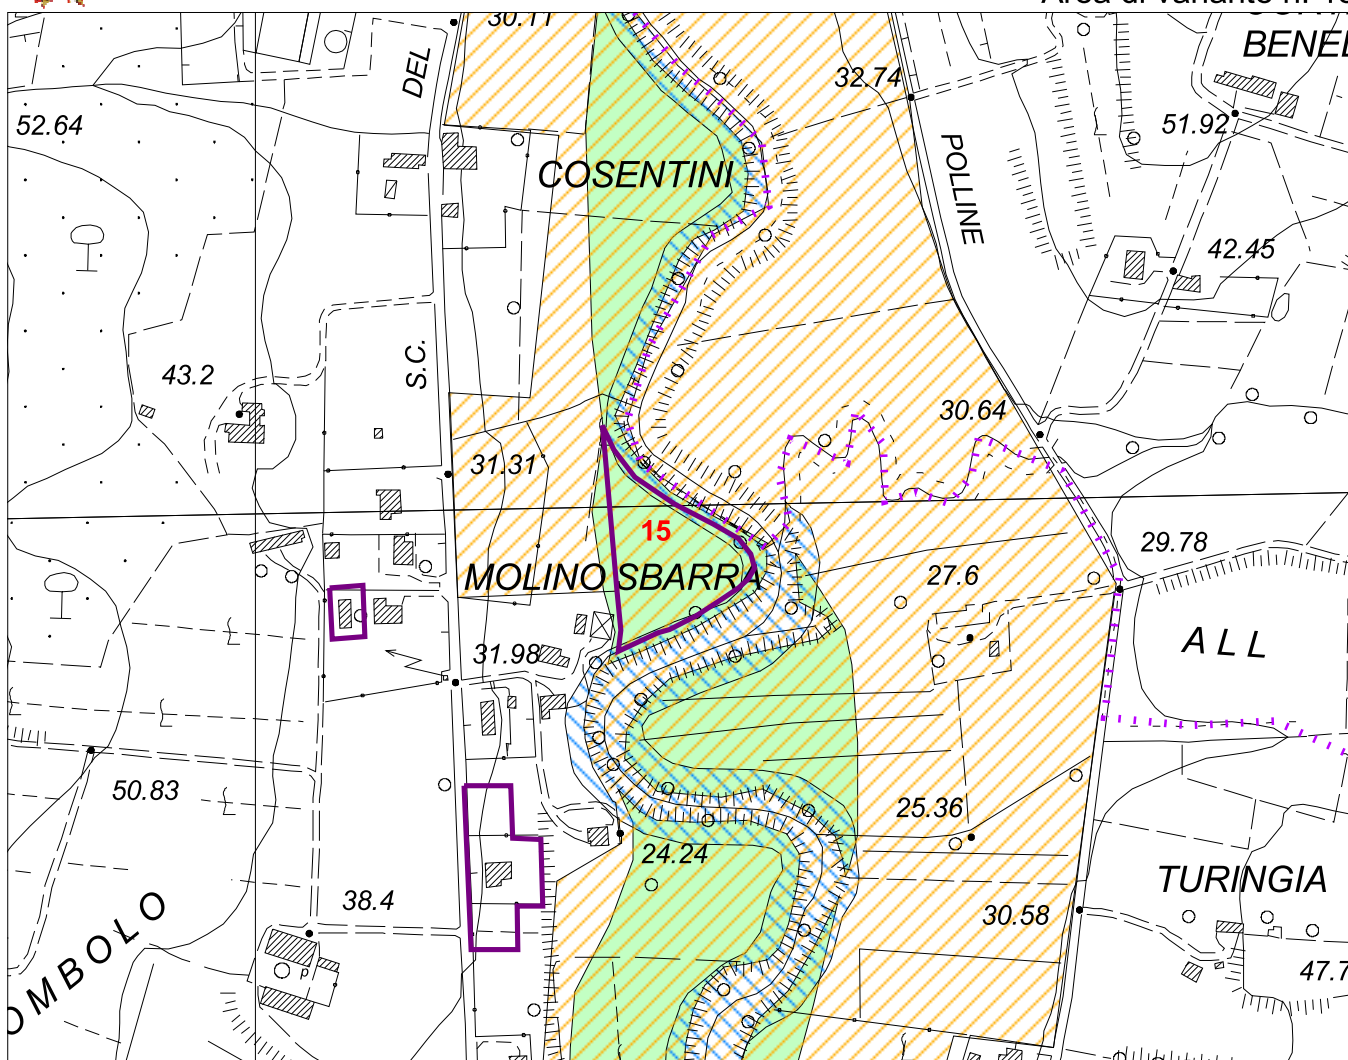 30.11
DEL
BENE
32.74
52.64
51.92
COSENTINI
POLLINE
42.45
S.C.
43.2
30.64
31.31
15
29.78
MOLINO SBARRA
27.6
A L L
31.98
50.83
25.36
24.24
TURINGIA
38.4
30.58
OMBOLO
47.7
p